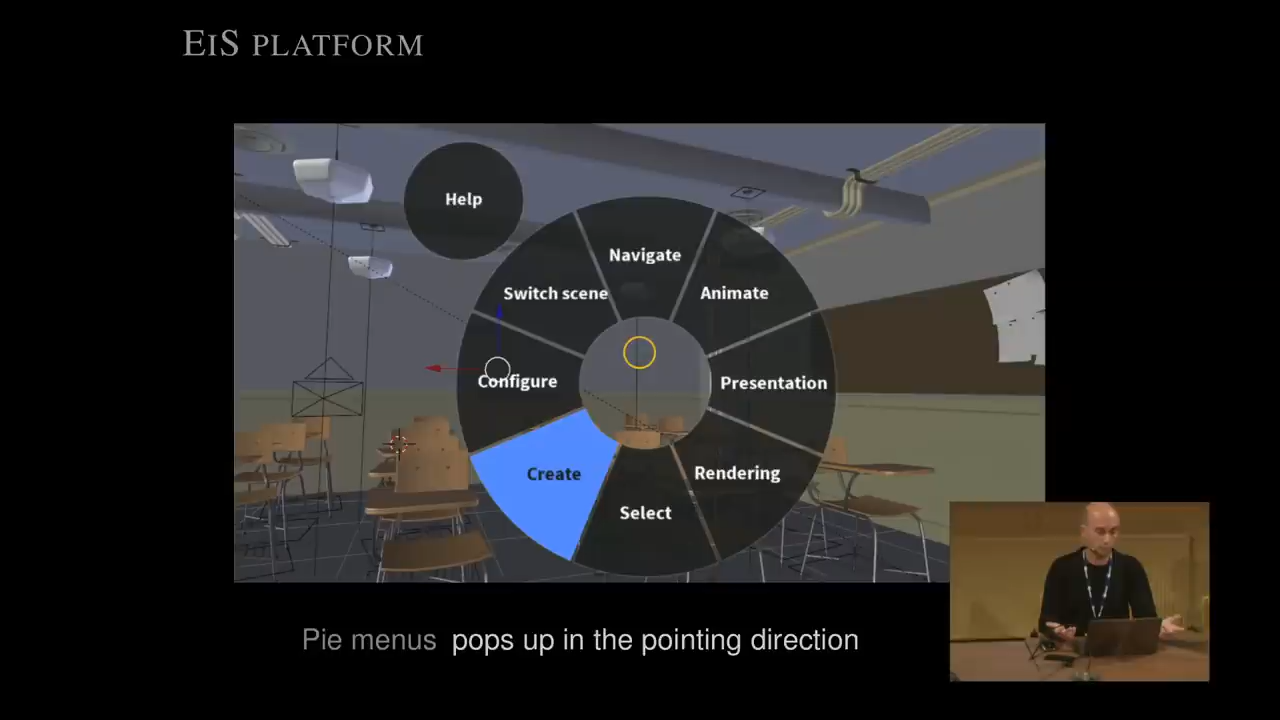 EIS PLATFORM
Help
Navigate
Switch scene
Animate
Configure
Presentation
Create
Rendering
Select
Pie menus pops up in the pointing direction